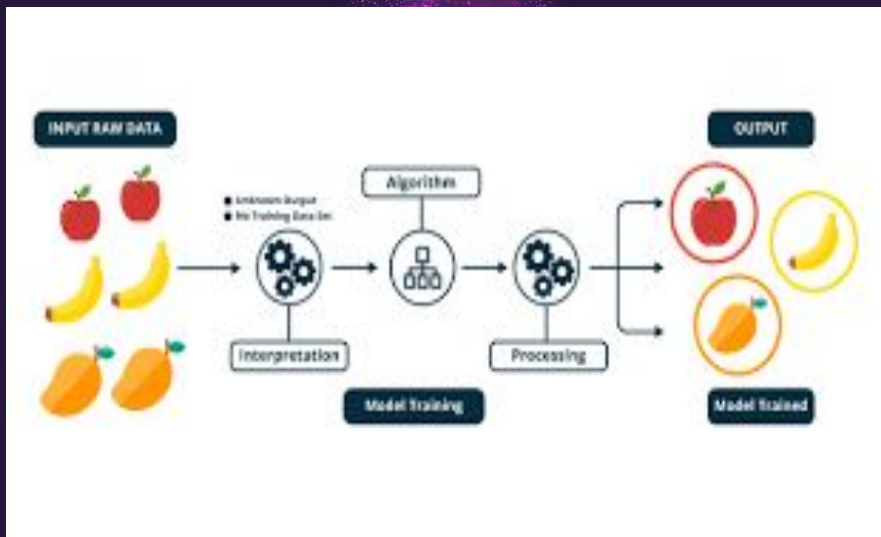 INPUT RAW DATA
OUTPUT
Algorithm
Unknown Output
No Training Data Set
Interpretation
Processing
Model Training
Model Trained